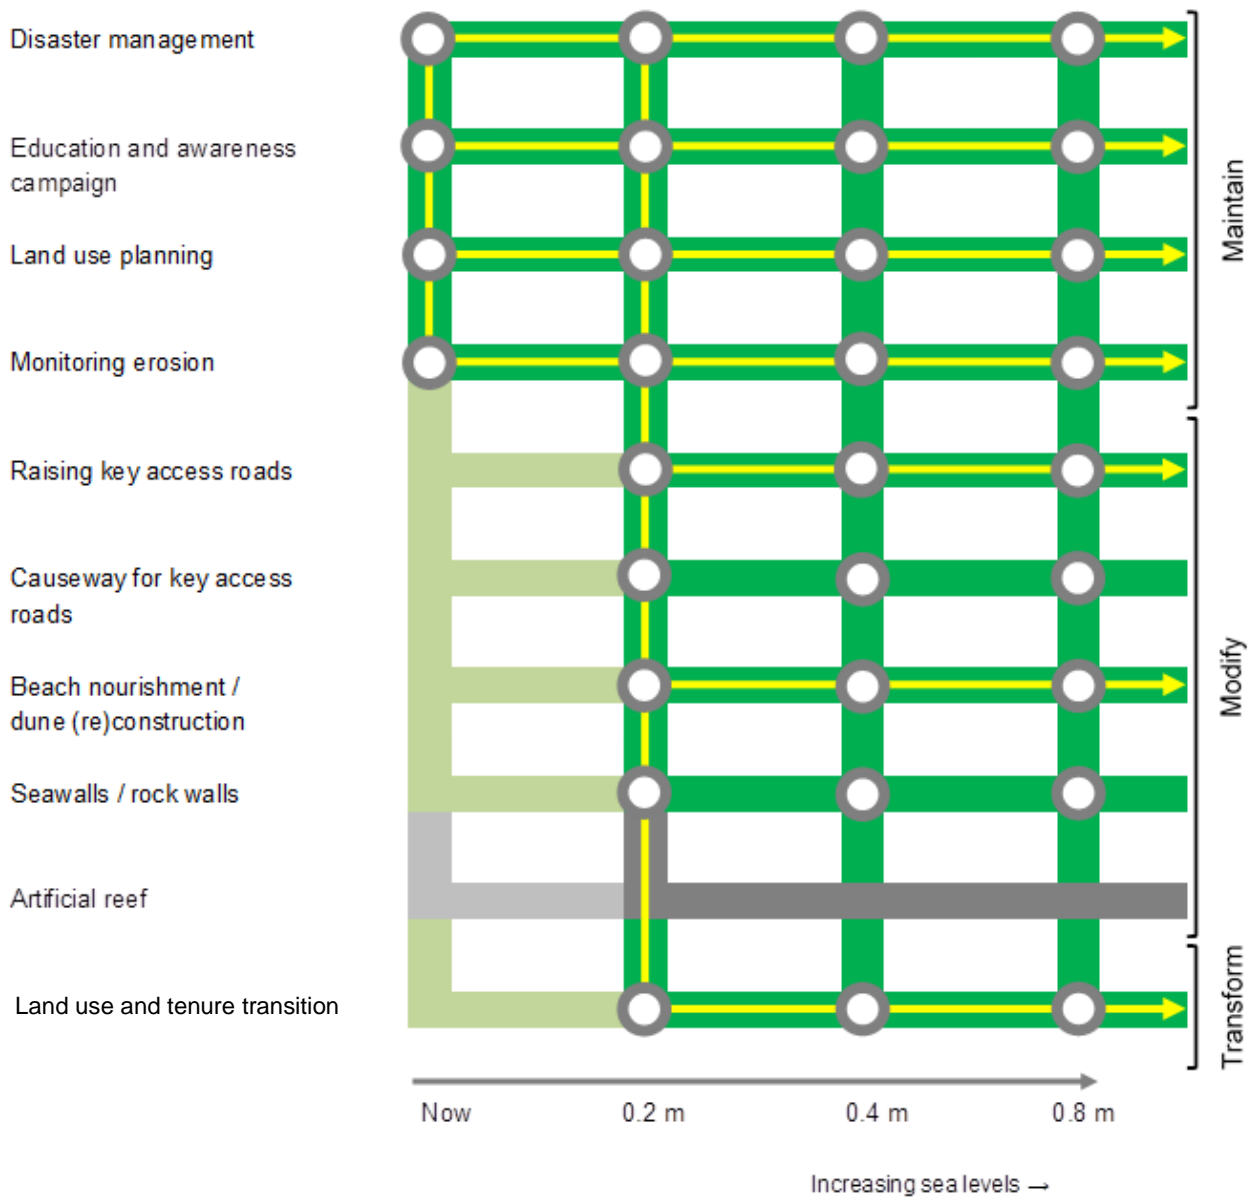 Disaster management
Education and awareness
campaign
Land use planning
Monitoring erosion
Raising key access roads
Causeway for key access
roads
Beach nourishment /
dune (re)construction
Seawalls / rock walls
Artificial reef
Land use and tenure transition
Maintain
Modify
Transform
Now
0.2 m
0.4 m
0.8 m
Increasing sea levels →